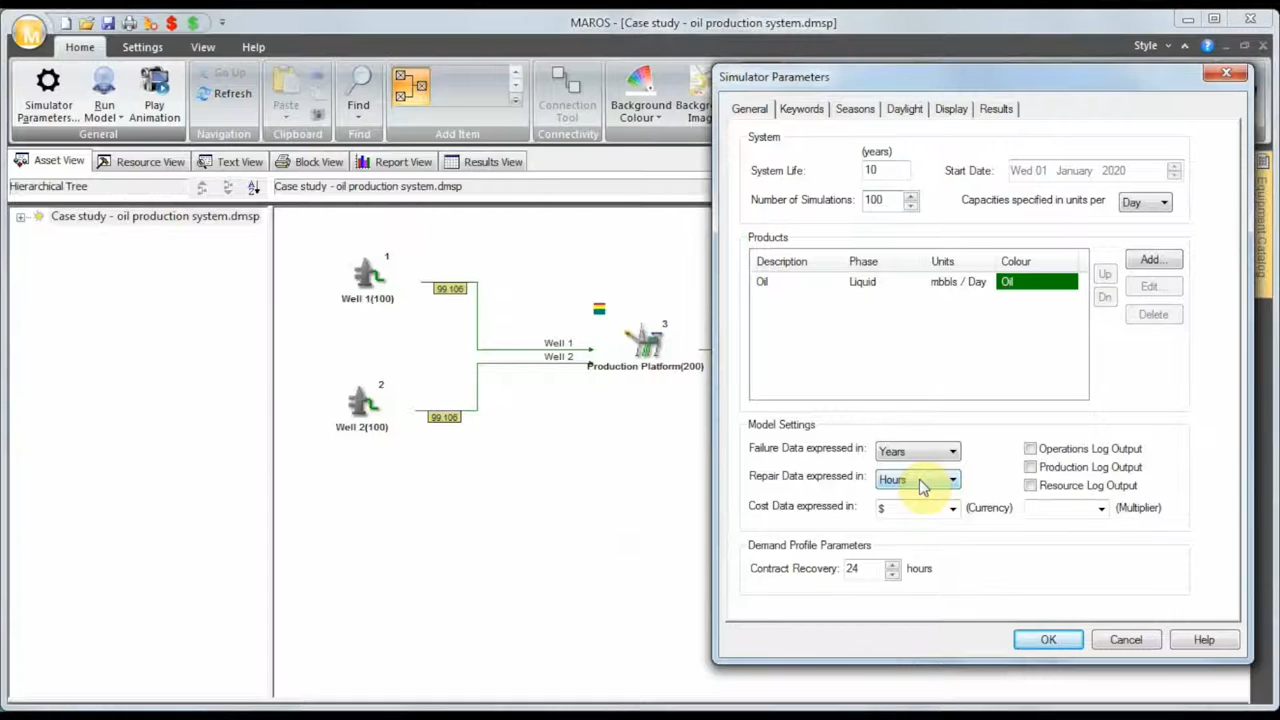 MAROS - [Case study - oil production system.dmsp]
M
$ $
Home Settings View Help
Style
Simulator Parameters...
Run Model
Play Animation
Go Up
Refresh
Paste
Find
Connection Tool
Background Colour
General Navigation Clipboard Find Add Item Connectivity
Asset View Resource View Text View Block View Report View Results View
Hierarchical Tree
Case study - oil production system.dmsp
Case study - oil production system.dmsp
1
Well 1(100)
99.106
2
Well 2(100)
99.106
Well 1
Well 2
3
Production Platform(200)
Equipment Catalog
Simulator Parameters
General Keywords Seasons Daylight Display Results
System
(years)
System Life: 10 Start Date: Wed 01 January 2020
Number of Simulations: 100 Capacities specified in units per Day
Products
Description Phase Units Colour
Oil Liquid mbbls / Day Oil
Up
Dn
Add...
Edit...
Delete
Model Settings
Failure Data expressed in: Years
Repair Data expressed in: Hours
Cost Data expressed in: $ (Currency) (Multiplier)
Operations Log Output
Production Log Output
Resource Log Output
Demand Profile Parameters
Contract Recovery: 24 hours
OK Cancel Help